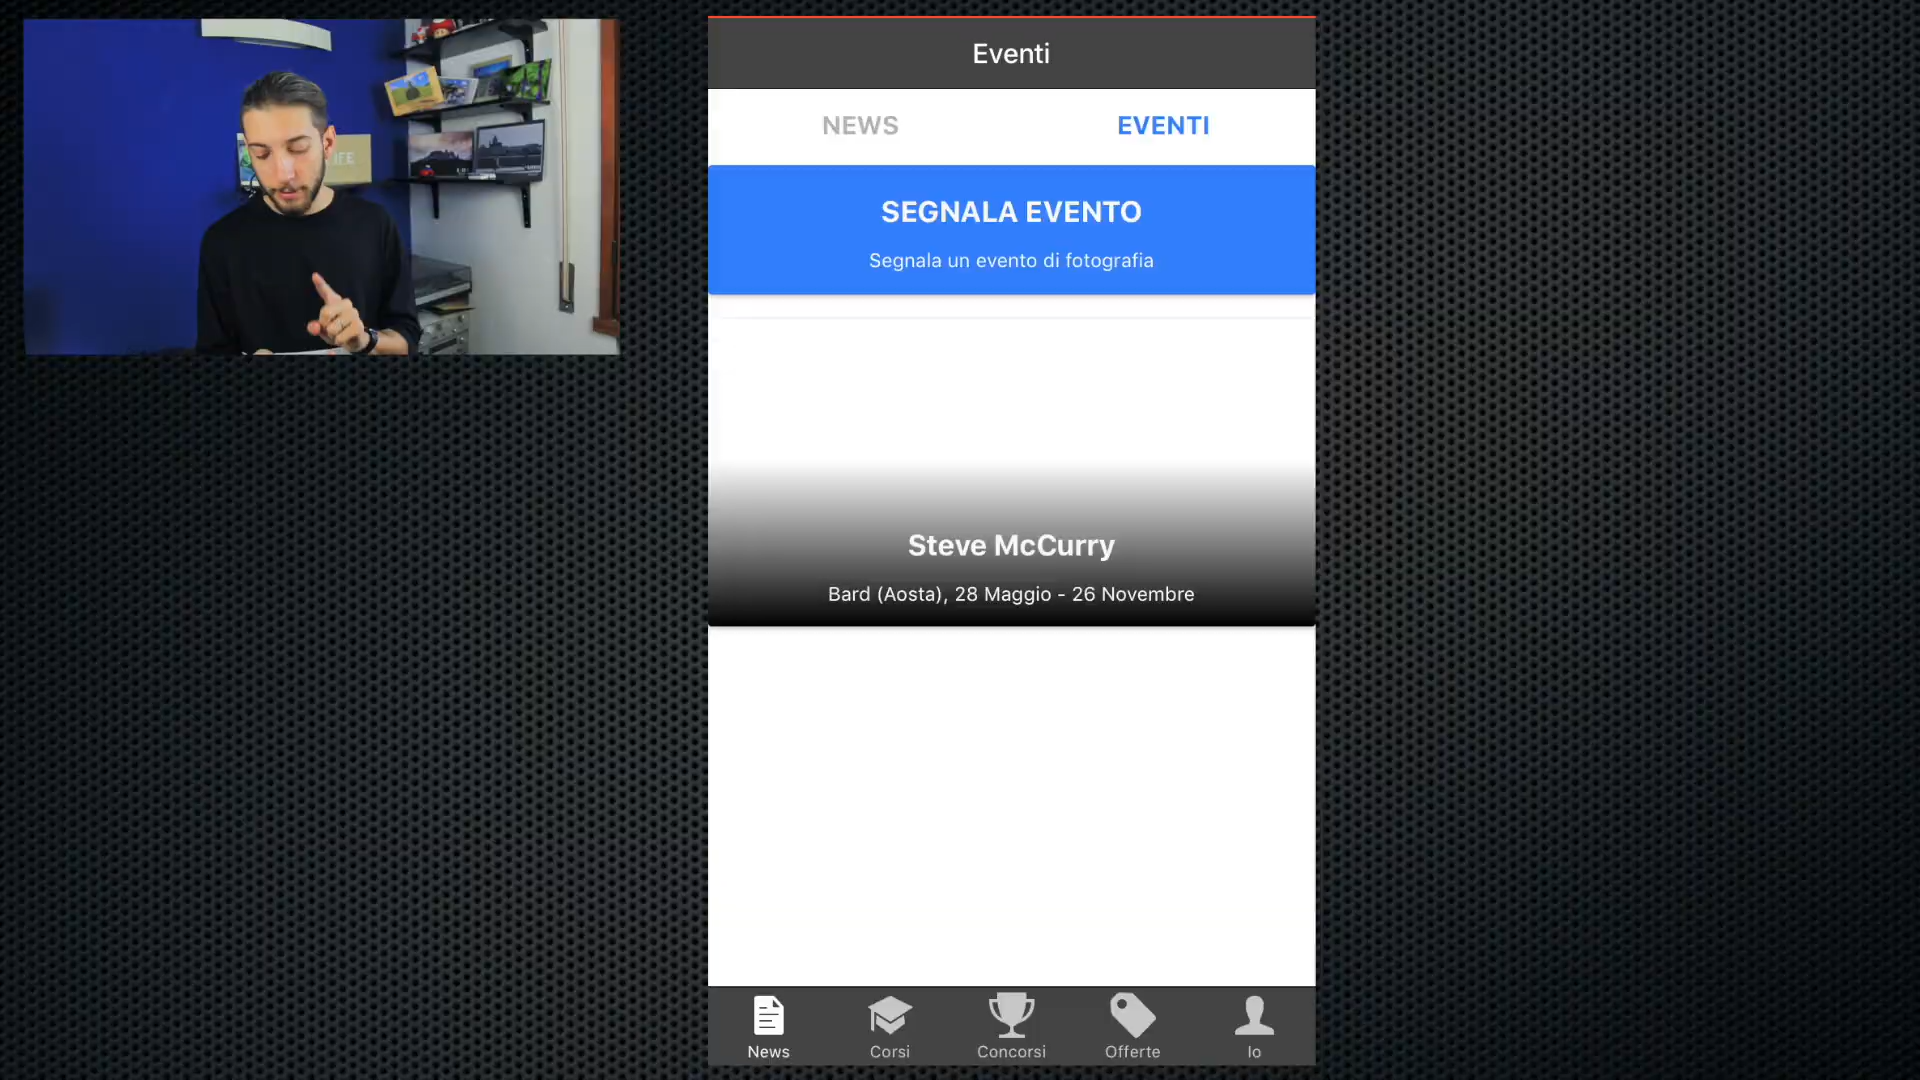 Eventi
NEWS
EVENTI
SEGNALA EVENTO
Segnala un evento di fotografia
Steve McCurry
Bard (Aosta), 28 Maggio - 26 Novembre
News
Corsi
Concorsi
Offerte
Io